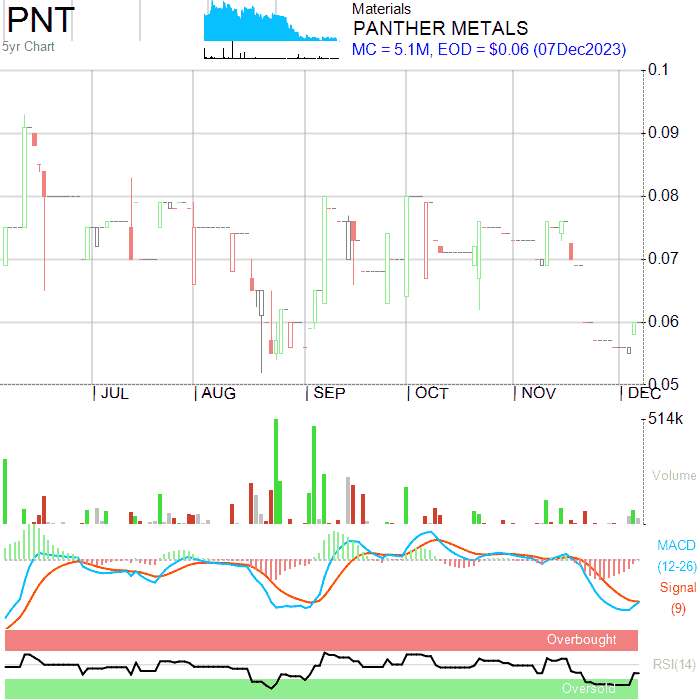 PNT
5yr Chart
Materials
PANTHER METALS
MC = 5.1M, EOD = $0.06 (07Dec2023)
0.1
0.09
0.08
0.07
0.06
0.05
JUL AUG SEP OCT NOV DEC
514k
Volume
MACD
(12-26)
Signal
(9)
Overbought
RSI(14)
Oversold